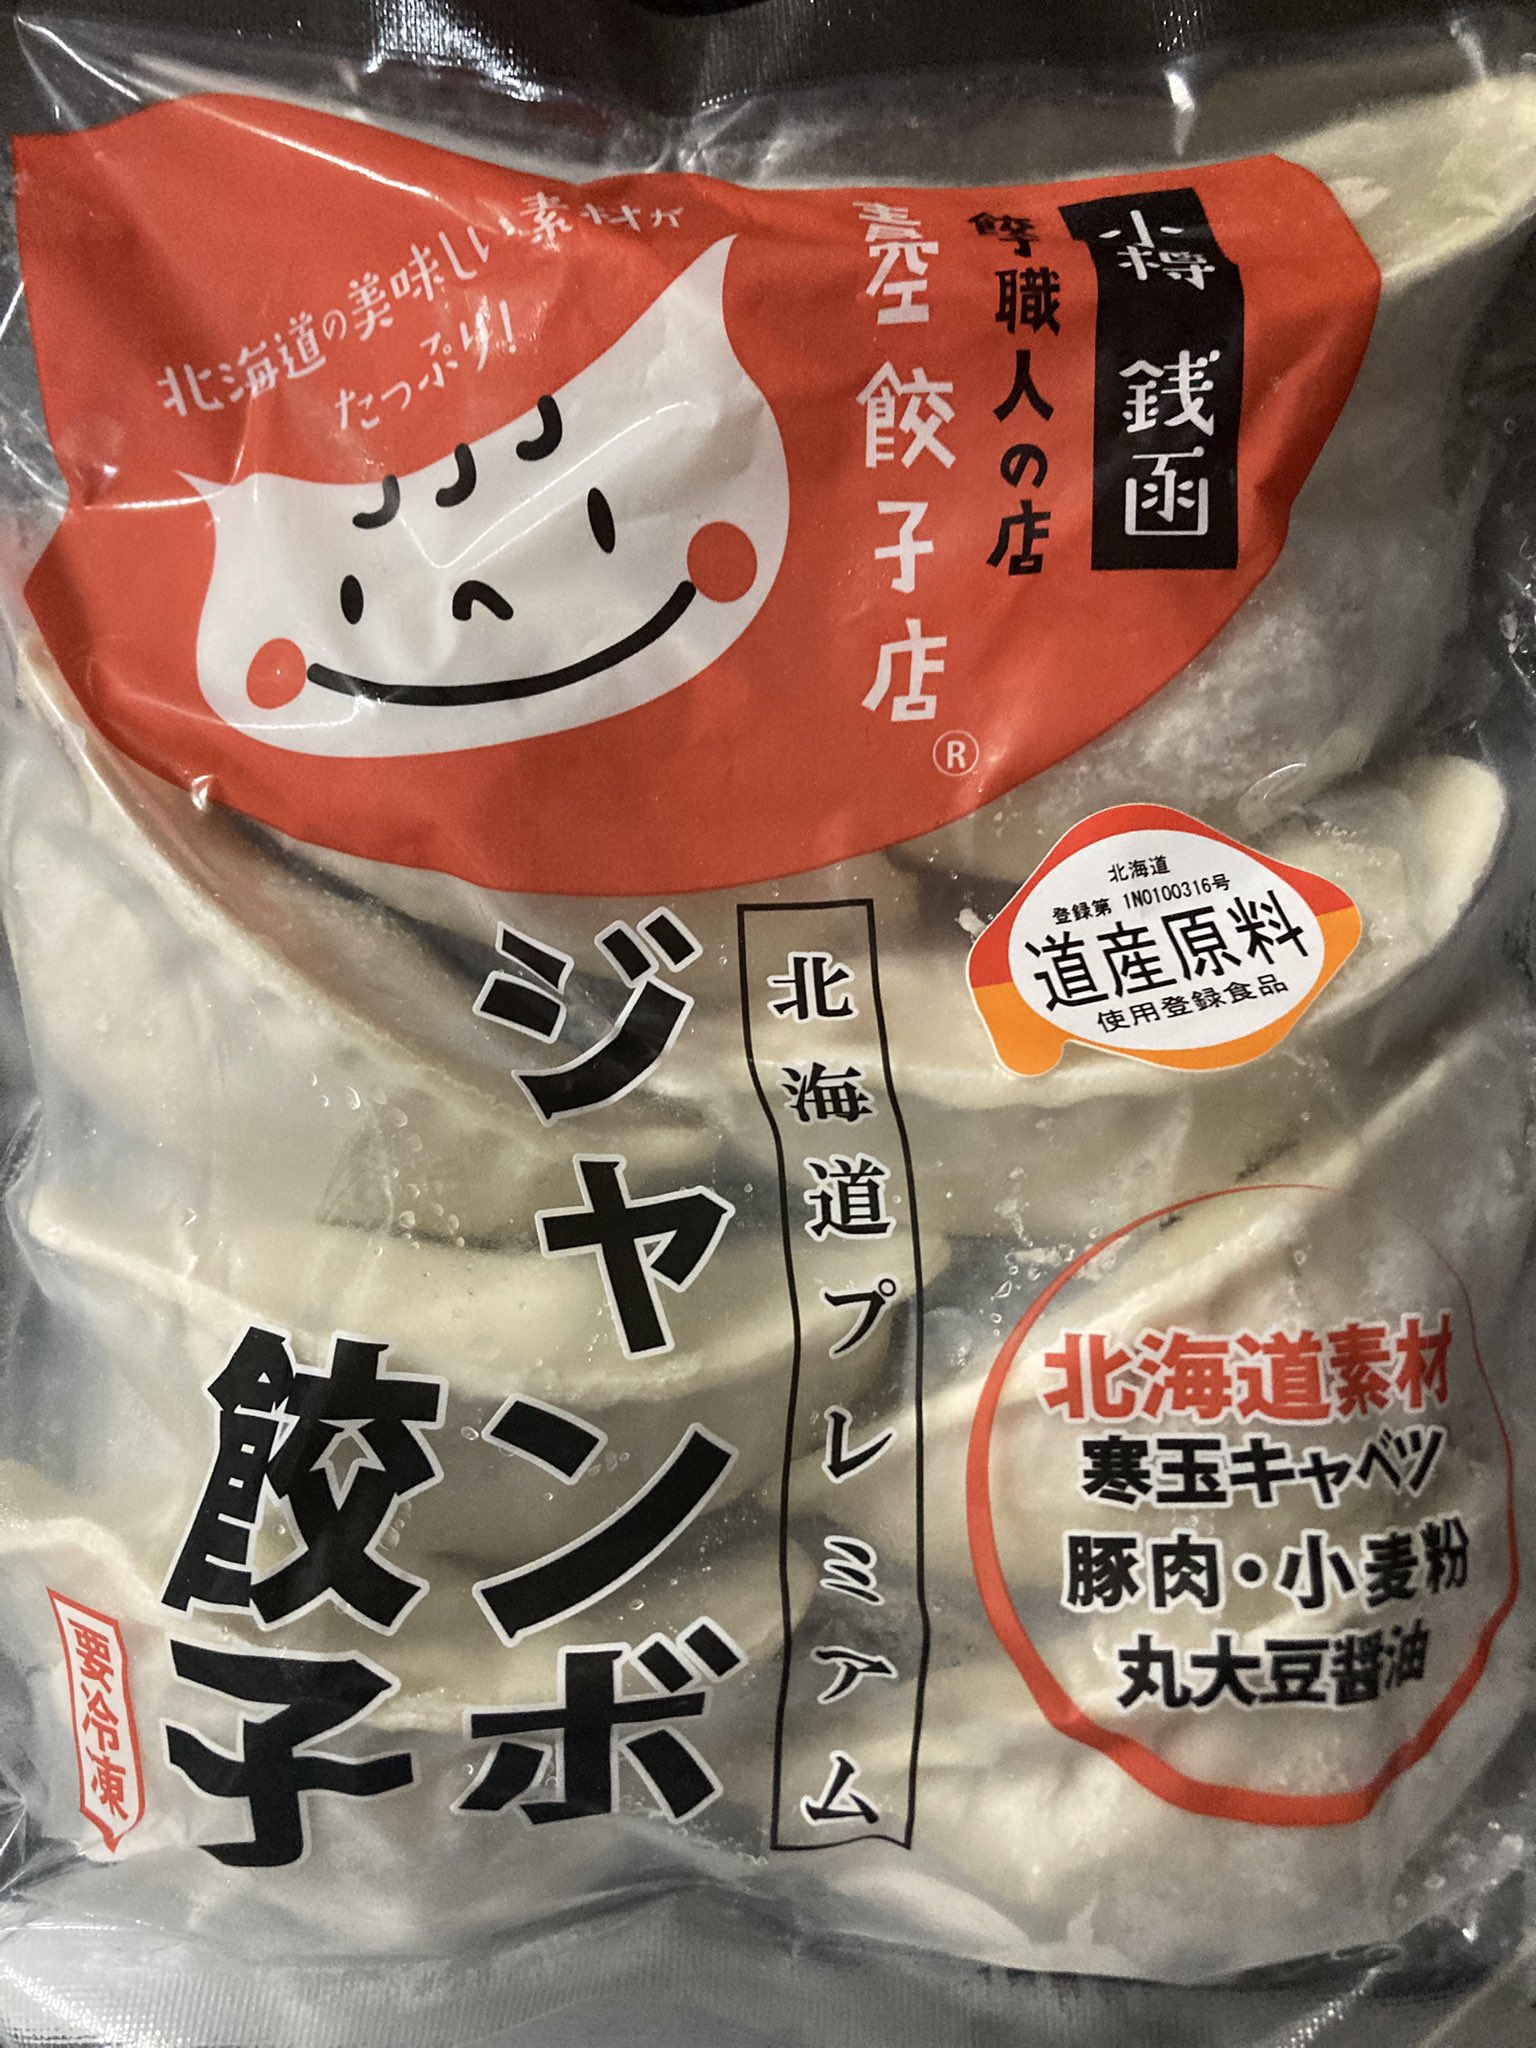 小樽 銭函
餃子職人の店
青空餃子店®
北海道の美味しい素材が
たっぷり!
北海道
登録第 1N0100316号
道産原料
使用登録食品
北海道プレミアム
ジャンボ
餃子
北海道素材
寒玉キャベツ
豚肉・小麦粉
丸大豆醤油
要冷凍